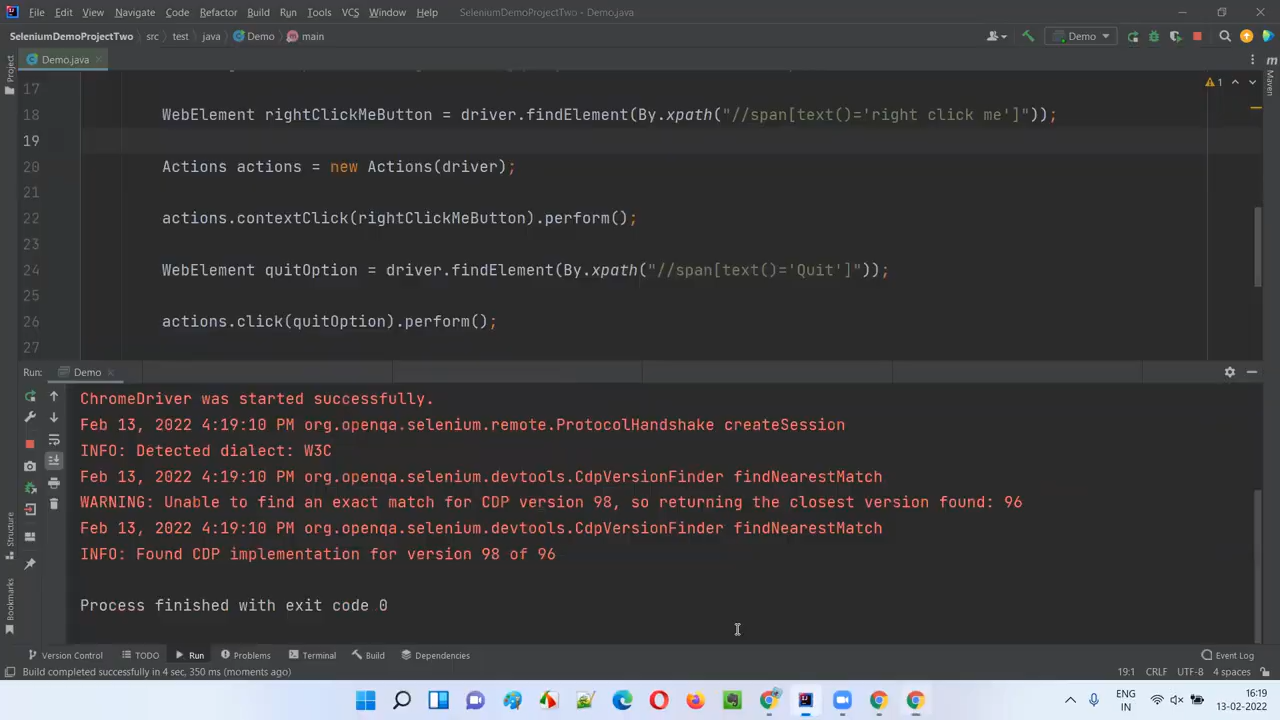 File Edit View Navigate Code Refactor Build Run Tools VCS Window Help SeleniumDemoProjectTwo - Demo.java
SeleniumDemoProjectTwo src test java Demo main Demo
Demo.java
Project
Maven
17
18 WebElement rightClickMeButton = driver.findElement(By.xpath("//span[text()='right click me']"));
19
20 Actions actions = new Actions(driver);
21
22 actions.contextClick(rightClickMeButton).perform();
23
24 WebElement quitOption = driver.findElement(By.xpath("//span[text()='Quit']"));
25
26 actions.click(quitOption).perform();
27
1
Run: Demo
ChromeDriver was started successfully.
Feb 13, 2022 4:19:10 PM org.openqa.selenium.remote.ProtocolHandshake createSession
INFO: Detected dialect: W3C
Feb 13, 2022 4:19:10 PM org.openqa.selenium.devtools.CdpVersionFinder findNearestMatch
WARNING: Unable to find an exact match for CDP version 98, so returning the closest version found: 96
Feb 13, 2022 4:19:10 PM org.openqa.selenium.devtools.CdpVersionFinder findNearestMatch
INFO: Found CDP implementation for version 98 of 96
Process finished with exit code 0
Structure
Bookmarks
Version Control TODO Run Problems Terminal Build Dependencies Event Log
Build completed successfully in 4 sec, 350 ms (moments ago) 19:1 CRLF UTF-8 4 spaces
ENG 16:19
IN 13-02-2022